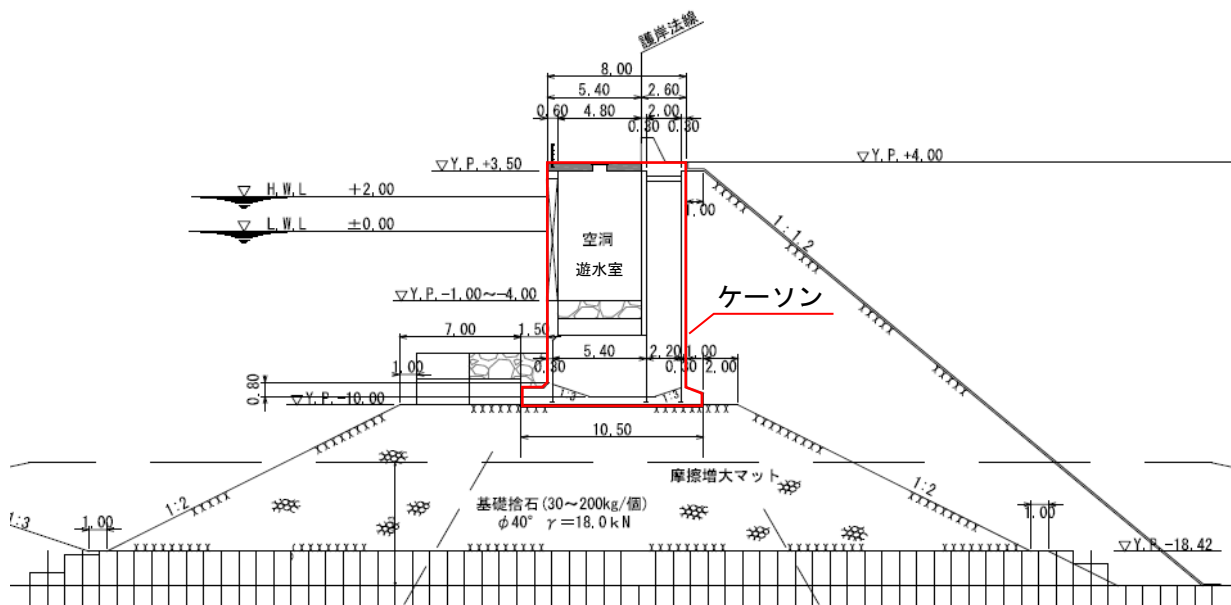 護岸法線
8.00
5.40 2.60
0.60 4.80 2.00
0.30 0.30
▽Y.P.+3.50
▽Y.P.+4.00
H.W.L +2.00
1.00
L.W.L ±0.00
1:1.2
空洞
遊水室
ケーソン
▽Y.P.-1.00~-4.00
7.00 1.50
5.40 2.20 1.00
1.00 0.30 0.30 2.00
0.80
1:3 1:3
▽Y.P.-10.00
10.50
摩擦増大マット
1:2 1:2
基礎捨石(30~200kg/個)
φ40° γ=18.0kN
1:3 1.00 1.00
▽Y.P.-18.42